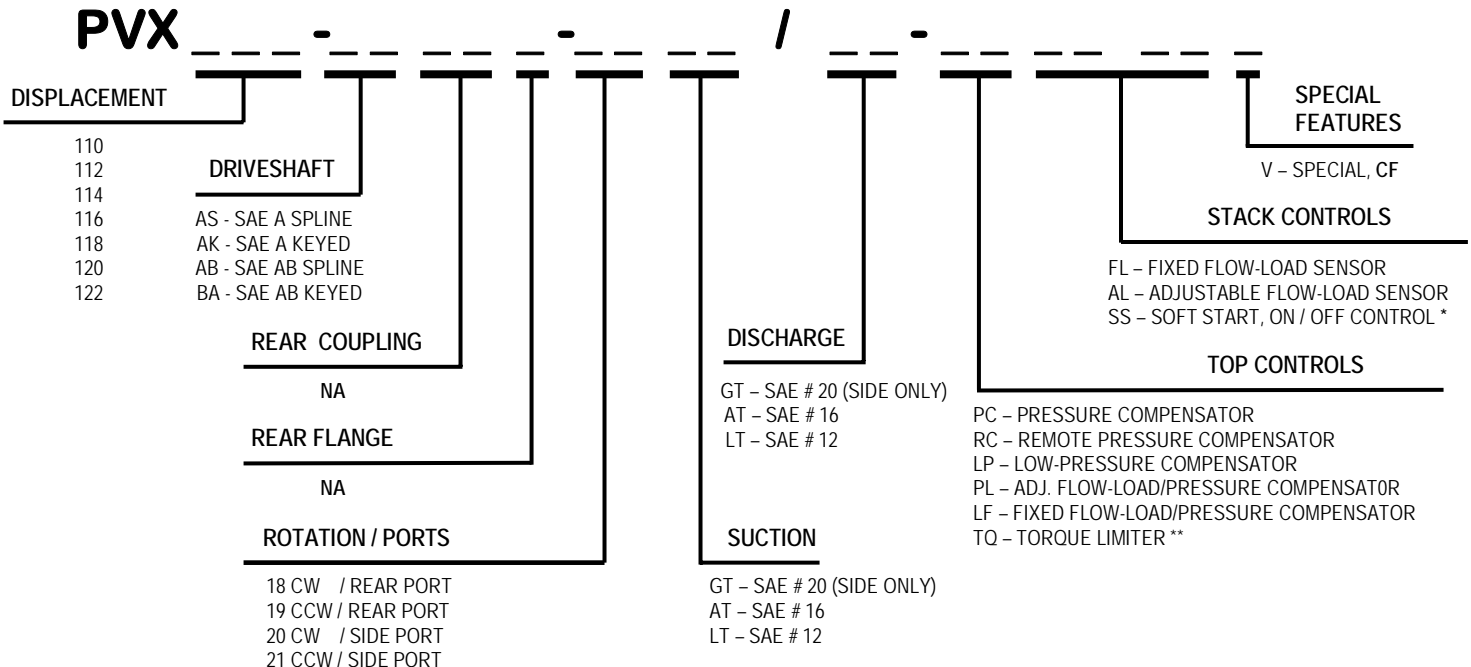 PVX _ _ _ - _ _ _ _ _ - _ _ _ _ / _ _ - _ _ _ _ _ _ _
DISPLACEMENT
110
112
114
116
118
120
122
DRIVESHAFT
AS - SAE A SPLINE
AK - SAE A KEYED
AB - SAE AB SPLINE
BA - SAE AB KEYED
REAR COUPLING
NA
REAR FLANGE
NA
ROTATION / PORTS
18 CW / REAR PORT
19 CCW / REAR PORT
20 CW / SIDE PORT
21 CCW / SIDE PORT
SUCTION
GT – SAE # 20 (SIDE ONLY)
AT – SAE # 16
LT – SAE # 12
DISCHARGE
GT – SAE # 20 (SIDE ONLY)
AT – SAE # 16
LT – SAE # 12
TOP CONTROLS
PC – PRESSURE COMPENSATOR
RC – REMOTE PRESSURE COMPENSATOR
LP – LOW-PRESSURE COMPENSATOR
PL – ADJ. FLOW-LOAD/PRESSURE COMPENSAT0R
LF – FIXED FLOW-LOAD/PRESSURE COMPENSATOR
TQ – TORQUE LIMITER **
STACK CONTROLS
FL – FIXED FLOW-LOAD SENSOR
AL – ADJUSTABLE FLOW-LOAD SENSOR
SS – SOFT START, ON / OFF CONTROL *
SPECIAL
FEATURES
V – SPECIAL, CF